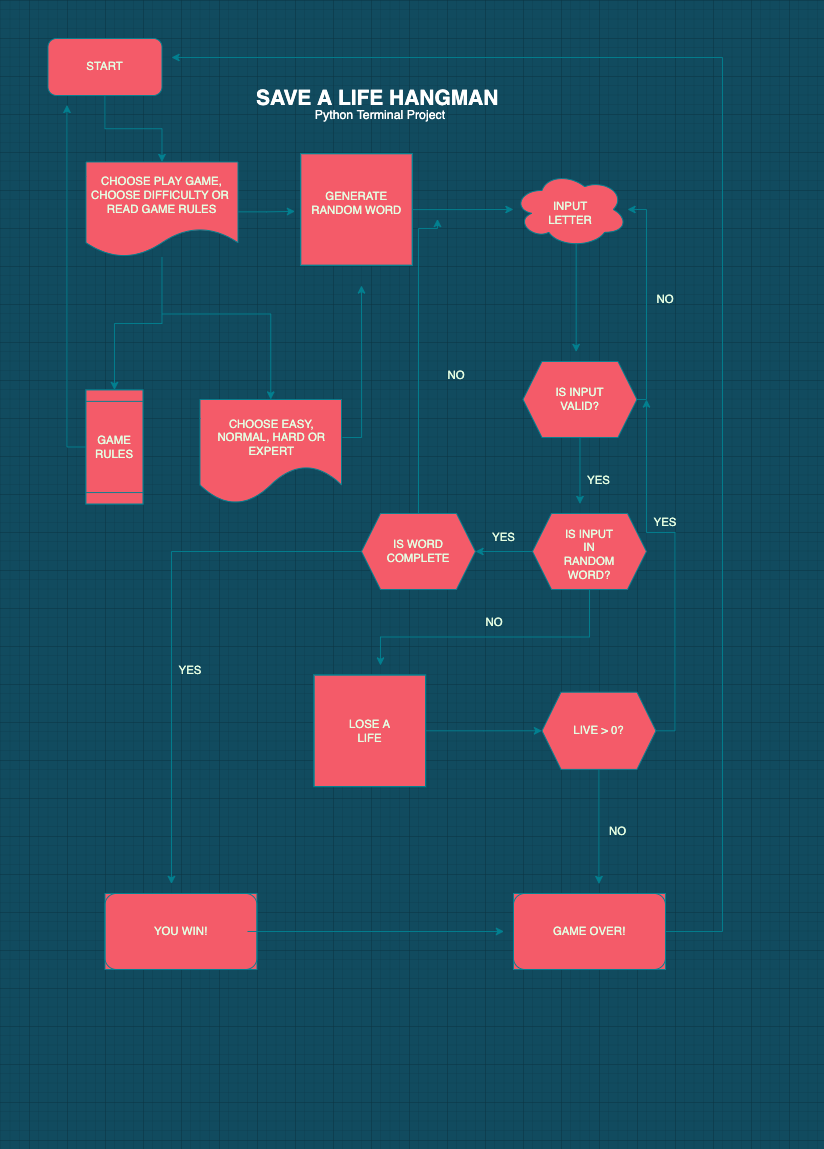 START
SAVE A LIFE HANGMAN
Python Terminal Project
CHOOSE PLAY GAME,
CHOOSE DIFFICULTY OR
READ GAME RULES
GENERATE
RANDOM WORD
INPUT
LETTER
NO
NO
IS INPUT
VALID?
GAME
RULES
CHOOSE EASY,
NORMAL, HARD OR
EXPERT
YES
YES
IS WORD
COMPLETE
YES
IS INPUT
IN
RANDOM
WORD?
NO
YES
LOSE A
LIFE
LIVE > 0?
NO
YOU WIN!
GAME OVER!